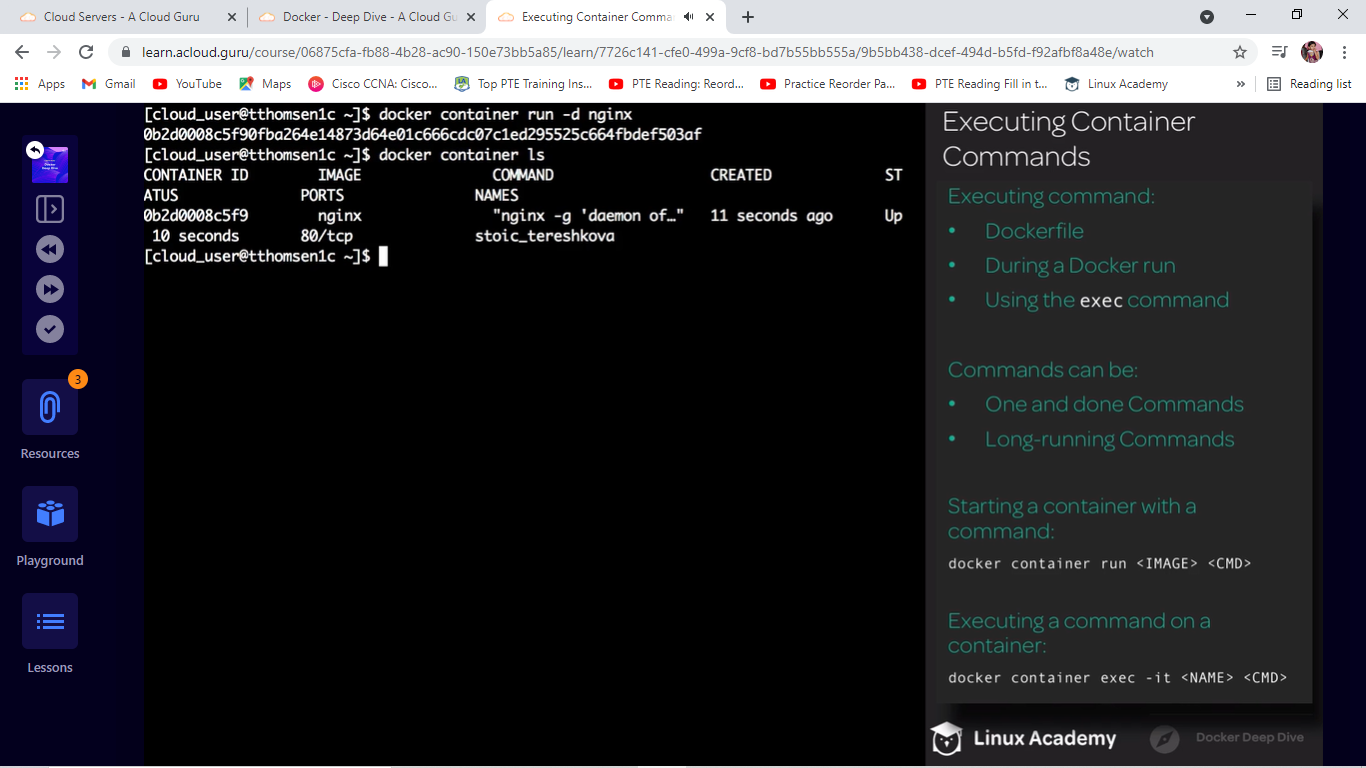 Cloud Servers - A Cloud Guru
Docker - Deep Dive - A Cloud Gu
Executing Container Comma
learn.acloud.guru/course/06875cfa-fb88-4b28-ac90-150e73bb5a85/learn/7726c141-cfe0-499a-9cf8-bd7b55bb555a/9b5bb438-dcef-494d-b5fd-f92afbf8a48e/watch
Apps
Gmail
YouTube
Maps
Cisco CCNA: Cisco...
Top PTE Training Ins...
PTE Reading: Reord...
Practice Reorder Pa...
PTE Reading Fill in t...
Linux Academy
»
Reading list
3
Resources
Playground
Lessons
[cloud_user@tthomsen1c ~]$ docker container run -d nginx
0b2d0008c5f90fba264e14873d64e01c666cdc07c1ed295525c664fbdef503af
[cloud_user@tthomsen1c ~]$ docker container ls
CONTAINER ID IMAGE COMMAND CREATED ST
ATUS PORTS NAMES
0b2d0008c5f9 nginx "nginx -g 'daemon of…" 11 seconds ago Up
10 seconds 80/tcp stoic_tereshkova
[cloud_user@tthomsen1c ~]$
Executing Container
Commands
Executing command:
• Dockerfile
• During a Docker run
• Using the exec command
Commands can be:
• One and done Commands
• Long-running Commands
Starting a container with a
command:
docker container run <IMAGE> <CMD>
Executing a command on a
container:
docker container exec -it <NAME> <CMD>
Linux Academy
Docker Deep Dive